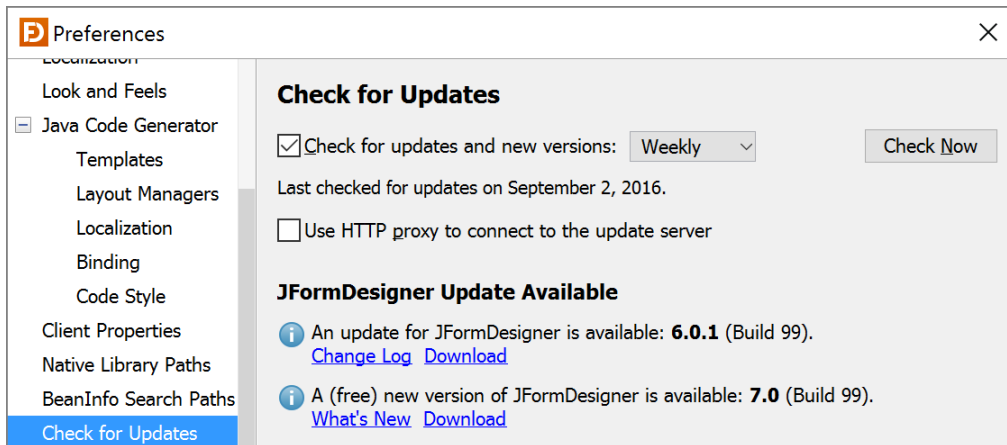 Preferences
Localization
Look and Feels
Java Code Generator
Templates
Layout Managers
Localization
Binding
Code Style
Client Properties
Native Library Paths
BeanInfo Search Paths
Check for Updates
Check for Updates
Check for updates and new versions: Weekly Check Now
Last checked for updates on September 2, 2016.
Use HTTP proxy to connect to the update server
JFormDesigner Update Available
An update for JFormDesigner is available: 6.0.1 (Build 99).
Change Log Download
A (free) new version of JFormDesigner is available: 7.0 (Build 99).
What's New Download